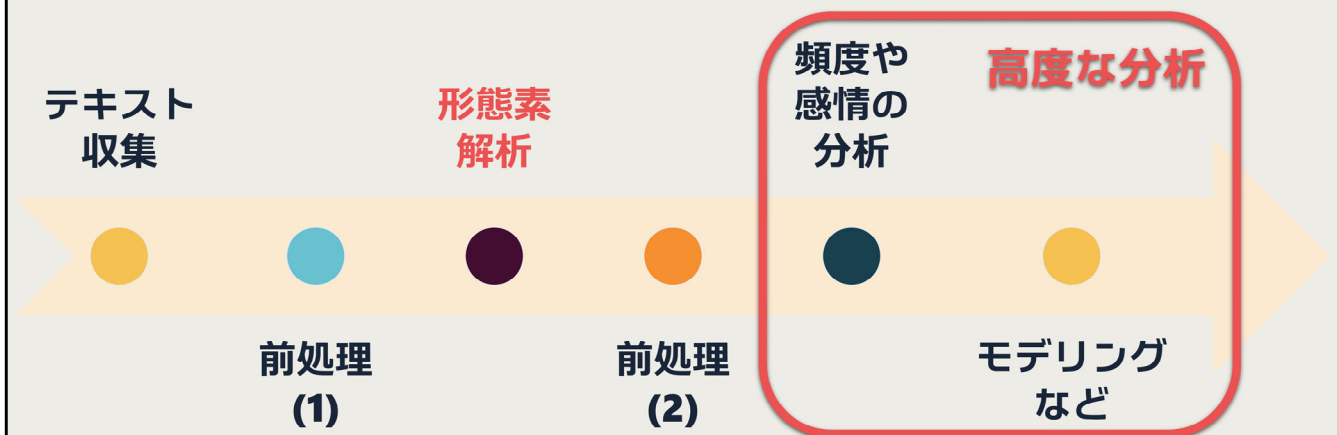 テキスト
収集
前処理
(1)
形態素
解析
前処理
(2)
頻度や
感情の
分析
高度な分析
モデリング
など